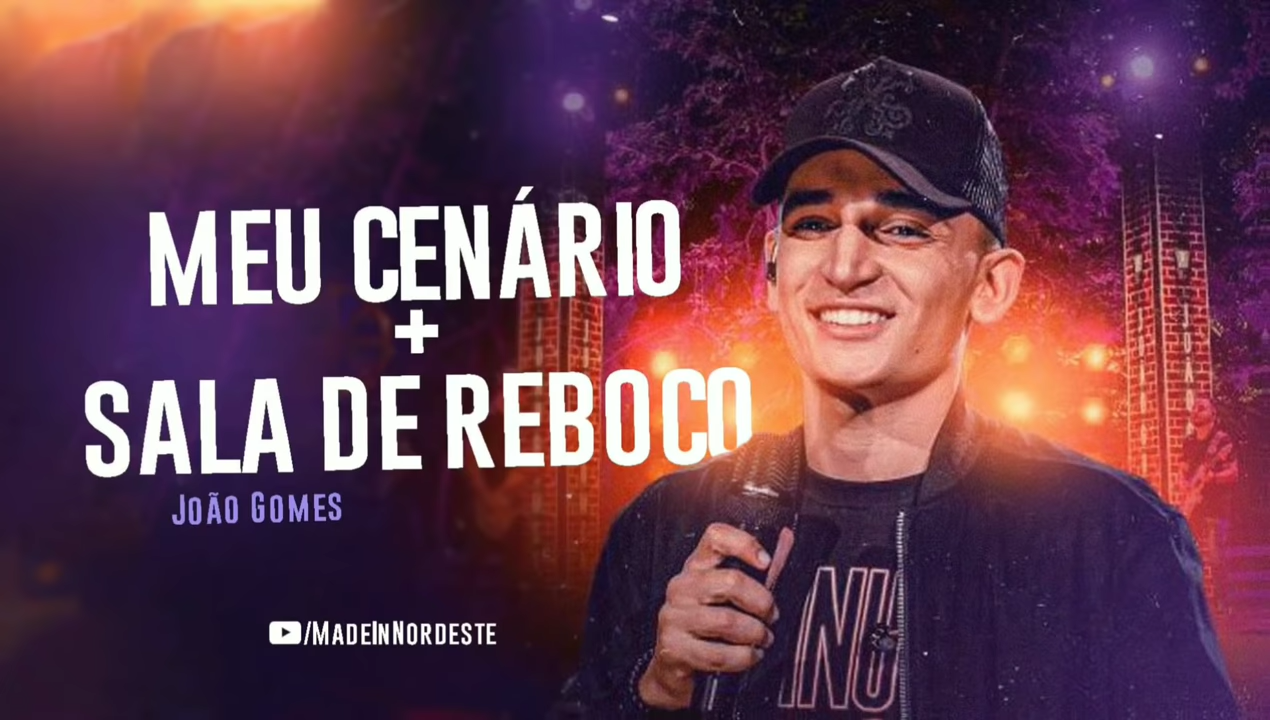 MEU CENÁRIO
+
SALA DE REBOCO
JOÃO GOMES
/MADEINNORDESTE